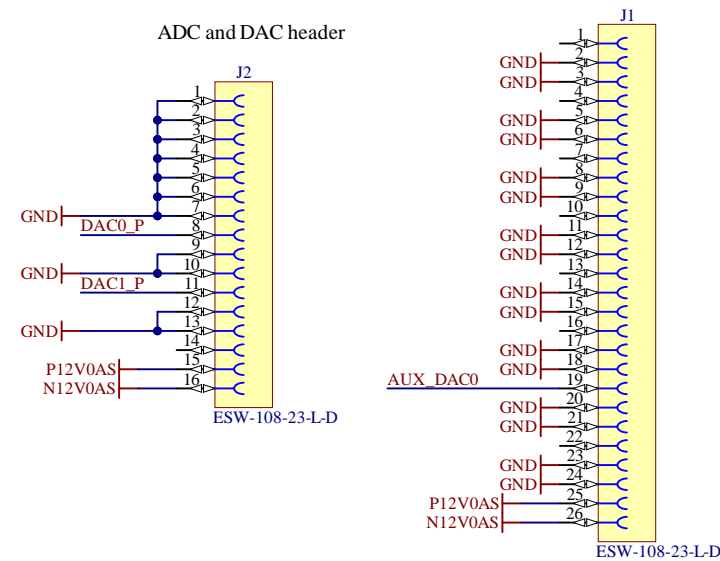 ADC and DAC header
J2
1
2
3
4
5
6
GND 7
DAC0_P 8
9
GND 10
DAC1_P 11
12
GND 13
14
P12V0AS 15
N12V0AS 16
ESW-108-23-L-D
J1
1
GND 2
GND 3
4
GND 5
GND 6
7
GND 8
GND 9
10
GND 11
GND 12
13
GND 14
GND 15
16
GND 17
GND 18
AUX_DAC0 19
GND 20
GND 21
22
GND 23
GND 24
P12V0AS 25
N12V0AS 26
ESW-108-23-L-D